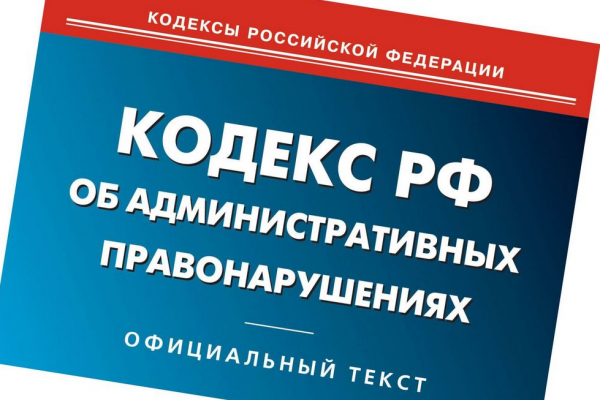 КОДЕКСЫ РОССИЙСКОЙ ФЕДЕРАЦИИ
КОДЕКС РФ
ОБ АДМИНИСТРАТИВНЫХ
ПРАВОНАРУШЕНИЯХ
ОФИЦИАЛЬНЫЙ ТЕКСТ